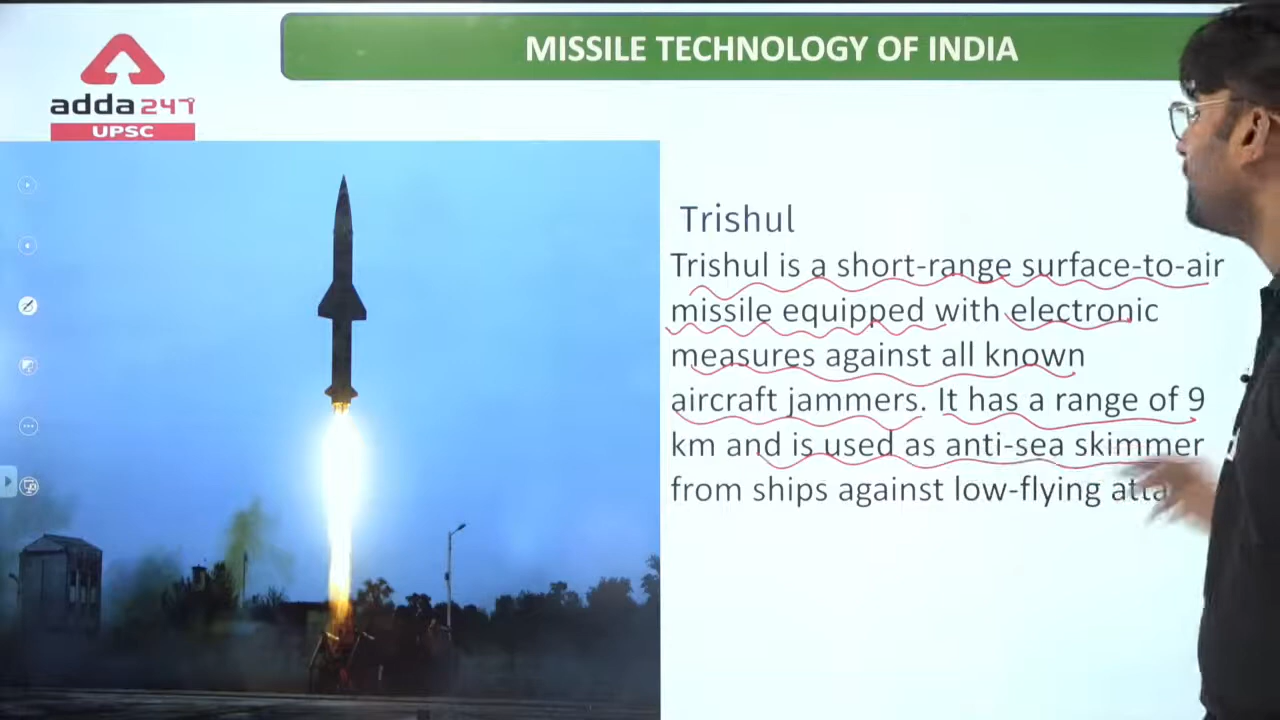 MISSILE TECHNOLOGY OF INDIA
adda247
UPSC
Trishul
Trishul is a short-range surface-to-air
missile equipped with electronic
measures against all known
aircraft jammers. It has a range of 9
km and is used as anti-sea skimmer
from ships against low-flying